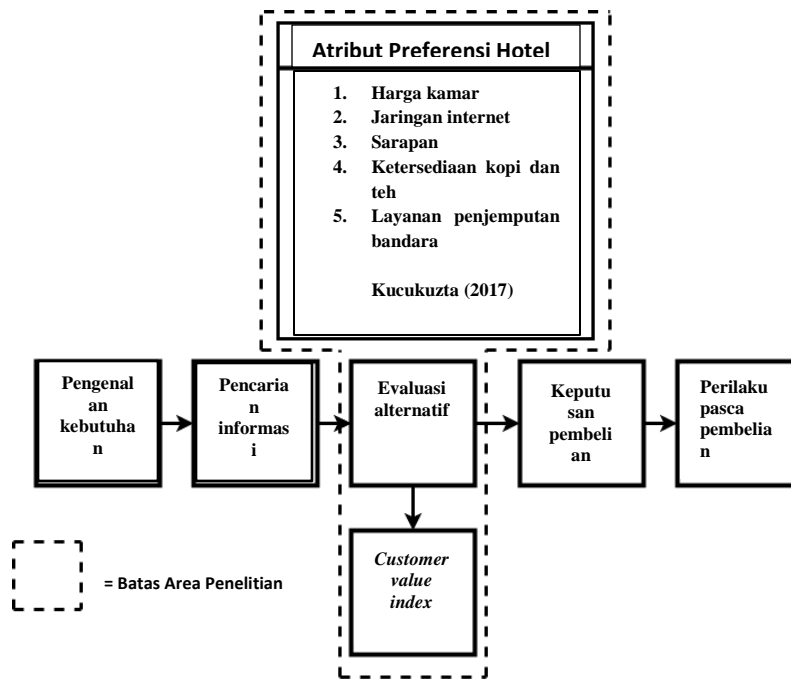 Atribut Preferensi Hotel
1. Harga kamar
2. Jaringan internet
3. Sarapan
4. Ketersediaan kopi dan
teh
5. Layanan penjemputan
bandara
Kucukuzta (2017)
Pengenal
an
kebutuha
n
Pencaria
n
informas
i
Evaluasi
alternatif
Keputu
san
pembeli
an
Perilaku
pasca
pembelia
n
Customer
value
index
= Batas Area Penelitian